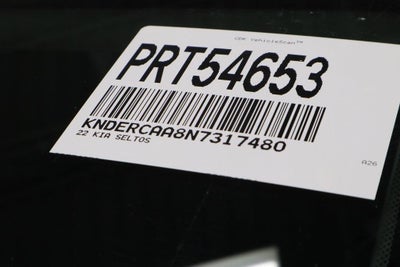 CDK VehicleScan™
PRT54653
KNDERCAA8N7317480
22 KIA SELTOS
A26